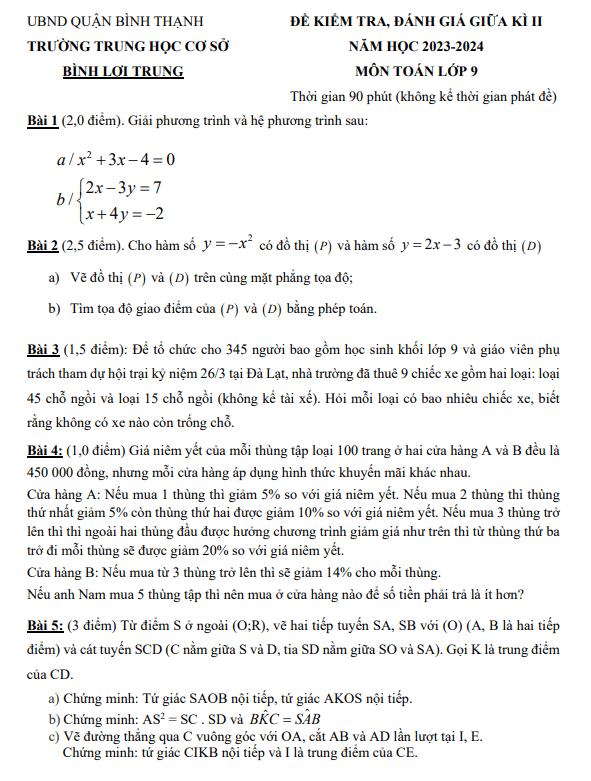 UBND QUẬN BÌNH THẠNH
ĐỀ KIỂM TRA, ĐÁNH GIÁ GIỮA KÌ II
TRƯỜNG TRUNG HỌC CƠ SỞ
NĂM HỌC 2023-2024
BÌNH LỢI TRUNG
MÔN TOÁN LỚP 9
Thời gian 90 phút (không kể thời gian phát đề)
Bài 1 (2,0 điểm). Giải phương trình và hệ phương trình sau:
a / x² + 3x − 4 = 0
b / { 2x − 3y = 7
x + 4y = −2
Bài 2 (2,5 điểm). Cho hàm số y = −x² có đồ thị (P) và hàm số y = 2x − 3 có đồ thị (D)
a) Vẽ đồ thị (P) và (D) trên cùng mặt phẳng tọa độ;
b) Tìm tọa độ giao điểm của (P) và (D) bằng phép toán.
Bài 3 (1,5 điểm): Để tổ chức cho 345 người bao gồm học sinh khối lớp 9 và giáo viên phụ
trách tham dự hội trại kỷ niệm 26/3 tại Đà Lạt, nhà trường đã thuê 9 chiếc xe gồm hai loại: loại
45 chỗ ngồi và loại 15 chỗ ngồi (không kể tài xế). Hỏi mỗi loại có bao nhiêu chiếc xe, biết
rằng không có xe nào còn trống chỗ.
Bài 4: (1,0 điểm) Giá niêm yết của mỗi thùng tập loại 100 trang ở hai cửa hàng A và B đều là
450 000 đồng, nhưng mỗi cửa hàng áp dụng hình thức khuyến mãi khác nhau.
Cửa hàng A: Nếu mua 1 thùng thì giảm 5% so với giá niêm yết. Nếu mua 2 thùng thì thùng
thứ nhất giảm 5% còn thùng thứ hai được giảm 10% so với giá niêm yết. Nếu mua 3 thùng trở
lên thì thì ngoài hai thùng đầu được hưởng chương trình giảm giá như trên thì từ thùng thứ ba
trở đi mỗi thùng sẽ được giảm 20% so với giá niêm yết.
Cửa hàng B: Nếu mua từ 3 thùng trở lên thì sẽ giảm 14% cho mỗi thùng.
Nếu anh Nam mua 5 thùng tập thì nên mua ở cửa hàng nào để số tiền phải trả là ít hơn?
Bài 5: (3 điểm) Từ điểm S ở ngoài (O;R), vẽ hai tiếp tuyến SA, SB với (O) (A, B là hai tiếp
điểm) và cát tuyến SCD (C nằm giữa S và D, tia SD nằm giữa SO và SA). Gọi K là trung điểm
của CD.
a) Chứng minh: Tứ giác SAOB nội tiếp, tứ giác AKOS nội tiếp.
b) Chứng minh: AS² = SC . SD và BK̂C = SÂB
c) Vẽ đường thẳng qua C vuông góc với OA, cắt AB và AD lần lượt tại I, E.
Chứng minh: tứ giác CIKB nội tiếp và I là trung điểm của CE.